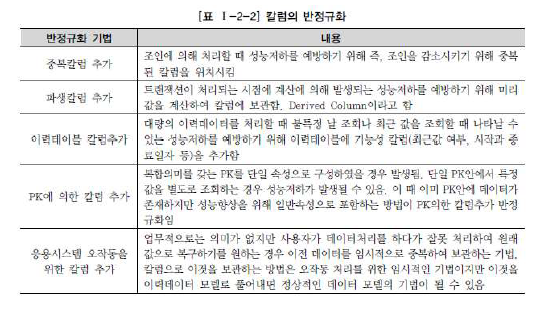 [표 Ⅰ-2-2] 칼럼의 반정규화
반정규화 기법
내용
중복칼럼 추가
조인에 의해 처리할 때 성능저하를 예방하기 위해 즉, 조인을 감소시키기 위해 중복
된 칼럼을 위치시킴
파생칼럼 추가
트랜잭션이 처리되는 시점에 계산에 의해 발생되는 성능저하를 예방하기 위해 미리
값을 계산하여 칼럼에 보관함. Derived Column이라고 함
이력테이블 칼럼추가
대량의 이력데이터를 처리할 때 불특정 날 조회나 최근 값을 조회할 때 나타날 수
있는 성능저하를 예방하기 위해 이력테이블에 기능성 칼럼(최근값 여부, 시작과 종
료일자 등)을 추가함
PK에 의한 칼럼 추가
복합의미를 갖는 PK를 단일 속성으로 구성하였을 경우 발생됨. 단일 PK안에서 특정
값을 별도로 조회하는 경우 성능저하가 발생될 수 있음. 이 때 이미 PK안에 데이터가
존재하지만 성능향상을 위해 일반속성으로 포함하는 방법이 PK의한 칼럼추가 반정
규화임
응용시스템 오작동을
위한 칼럼 추가
업무적으로는 의미가 없지만 사용자가 데이터처리를 하다가 잘못 처리하여 원래
값으로 복구하기를 원하는 경우 이전 데이터를 임시적으로 중복하여 보관하는 기법.
칼럼으로 이것을 보관하는 방법은 오작동 처리를 위한 임시적인 기법이지만 이것을
이력데이터 모델로 풀어내면 정상적인 데이터 모델의 기법이 될 수 있음